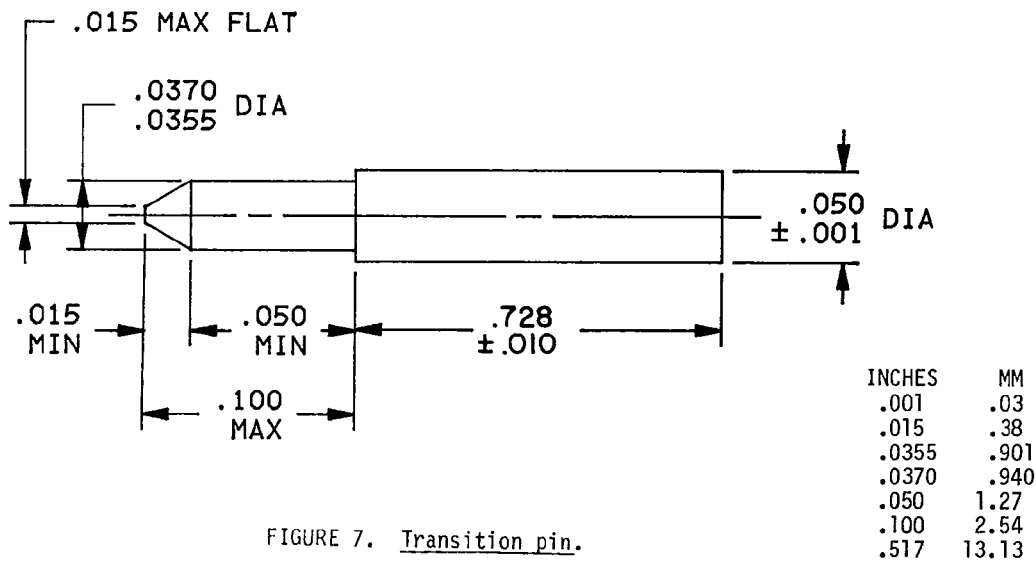 .015 MAX FLAT
.0370
.0355 DIA
.050
± .001 DIA
.015
MIN
.050
MIN
.728
± .010
.100
MAX
INCHES MM
.001 .03
.015 .38
.0355 .901
.0370 .940
.050 1.27
.100 2.54
.517 13.13
FIGURE 7. Transition pin.